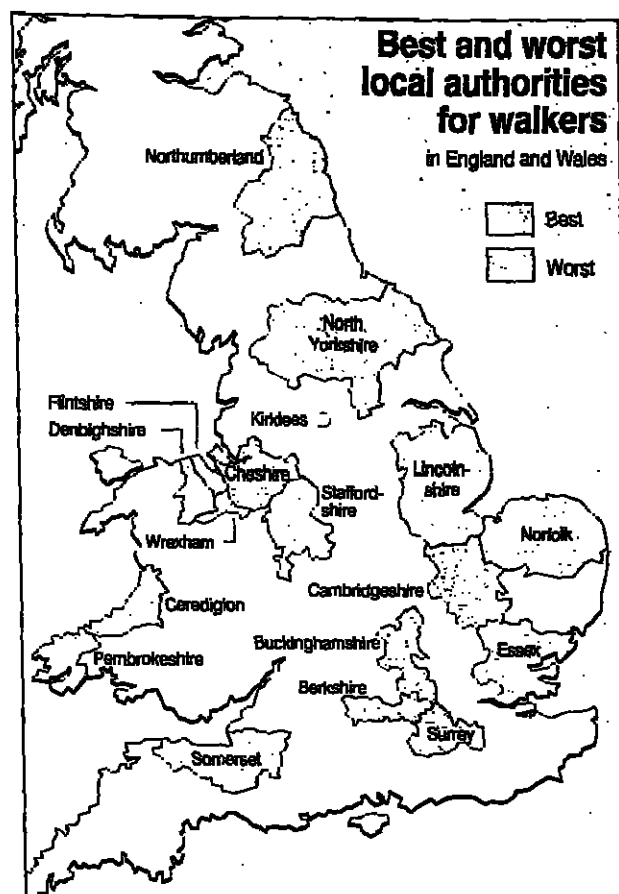 Best and worst
local authorities
for walkers
in England and Wales
Best
Worst
Northumberland
North
Yorkshire
Flintshire
Denbighshire
Kirklees
Cheshire
Lincoln-
shire
Stafford-
shire
Norfolk
Wrexham
Cambridgeshire
Ceredigion
Buckinghamshire
Essex
Pembrokeshire
Berkshire
Surrey
Somerset